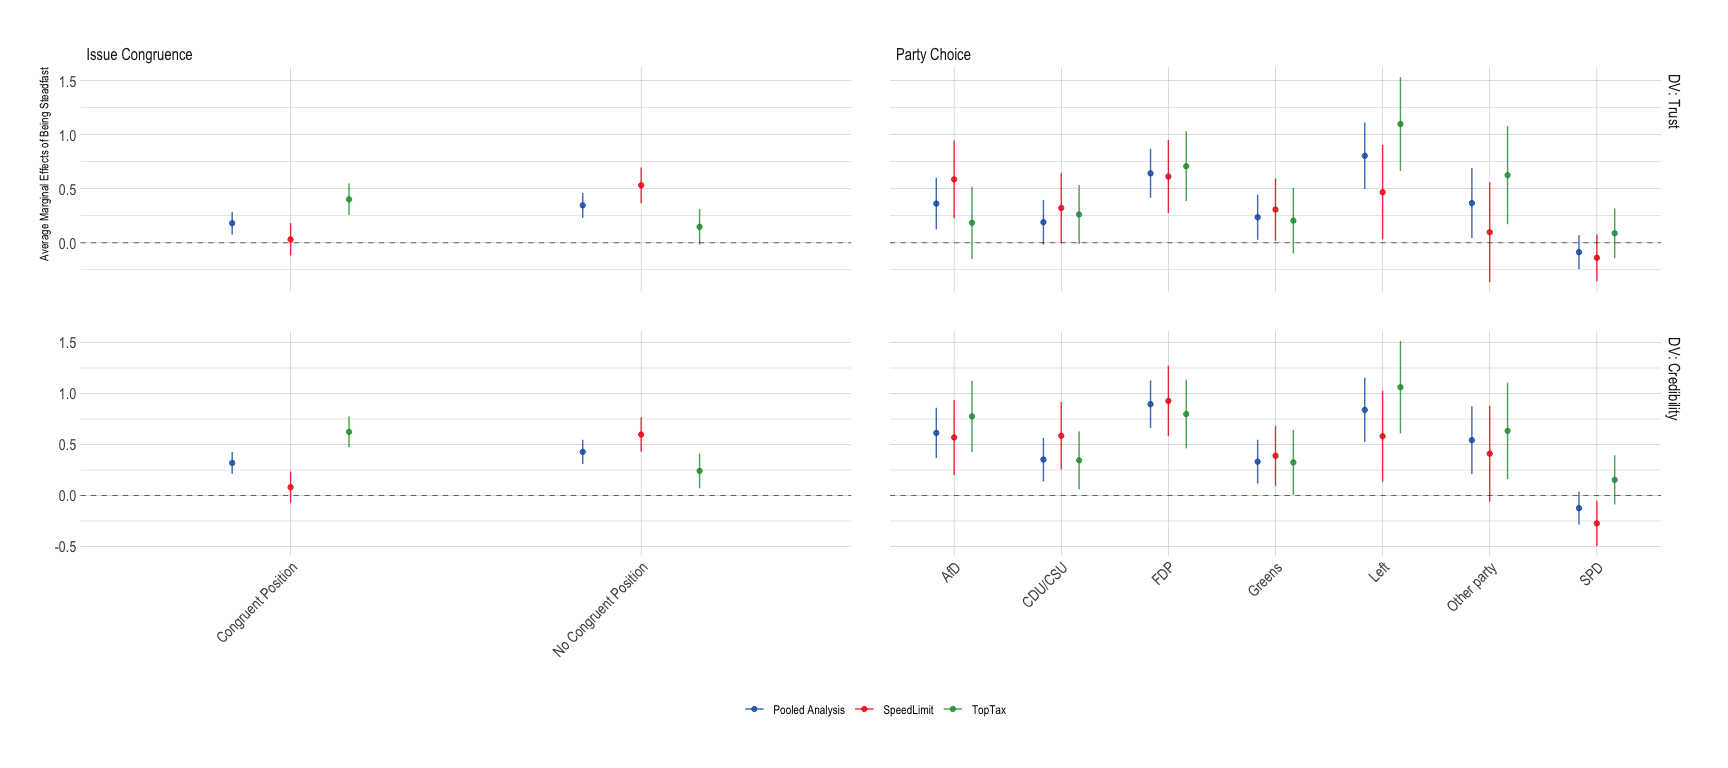 Issue Congruence
Party Choice
Average Marginal Effects of Being Steadfast
1.5
1.0
0.5
0.0
DV: Trust
1.5
1.0
0.5
0.0
-0.5
DV: Credibility
Congruent Position
No Congruent Position
AfD
CDU/CSU
FDP
Greens
Left
Other party
SPD
Pooled Analysis SpeedLimit TopTax